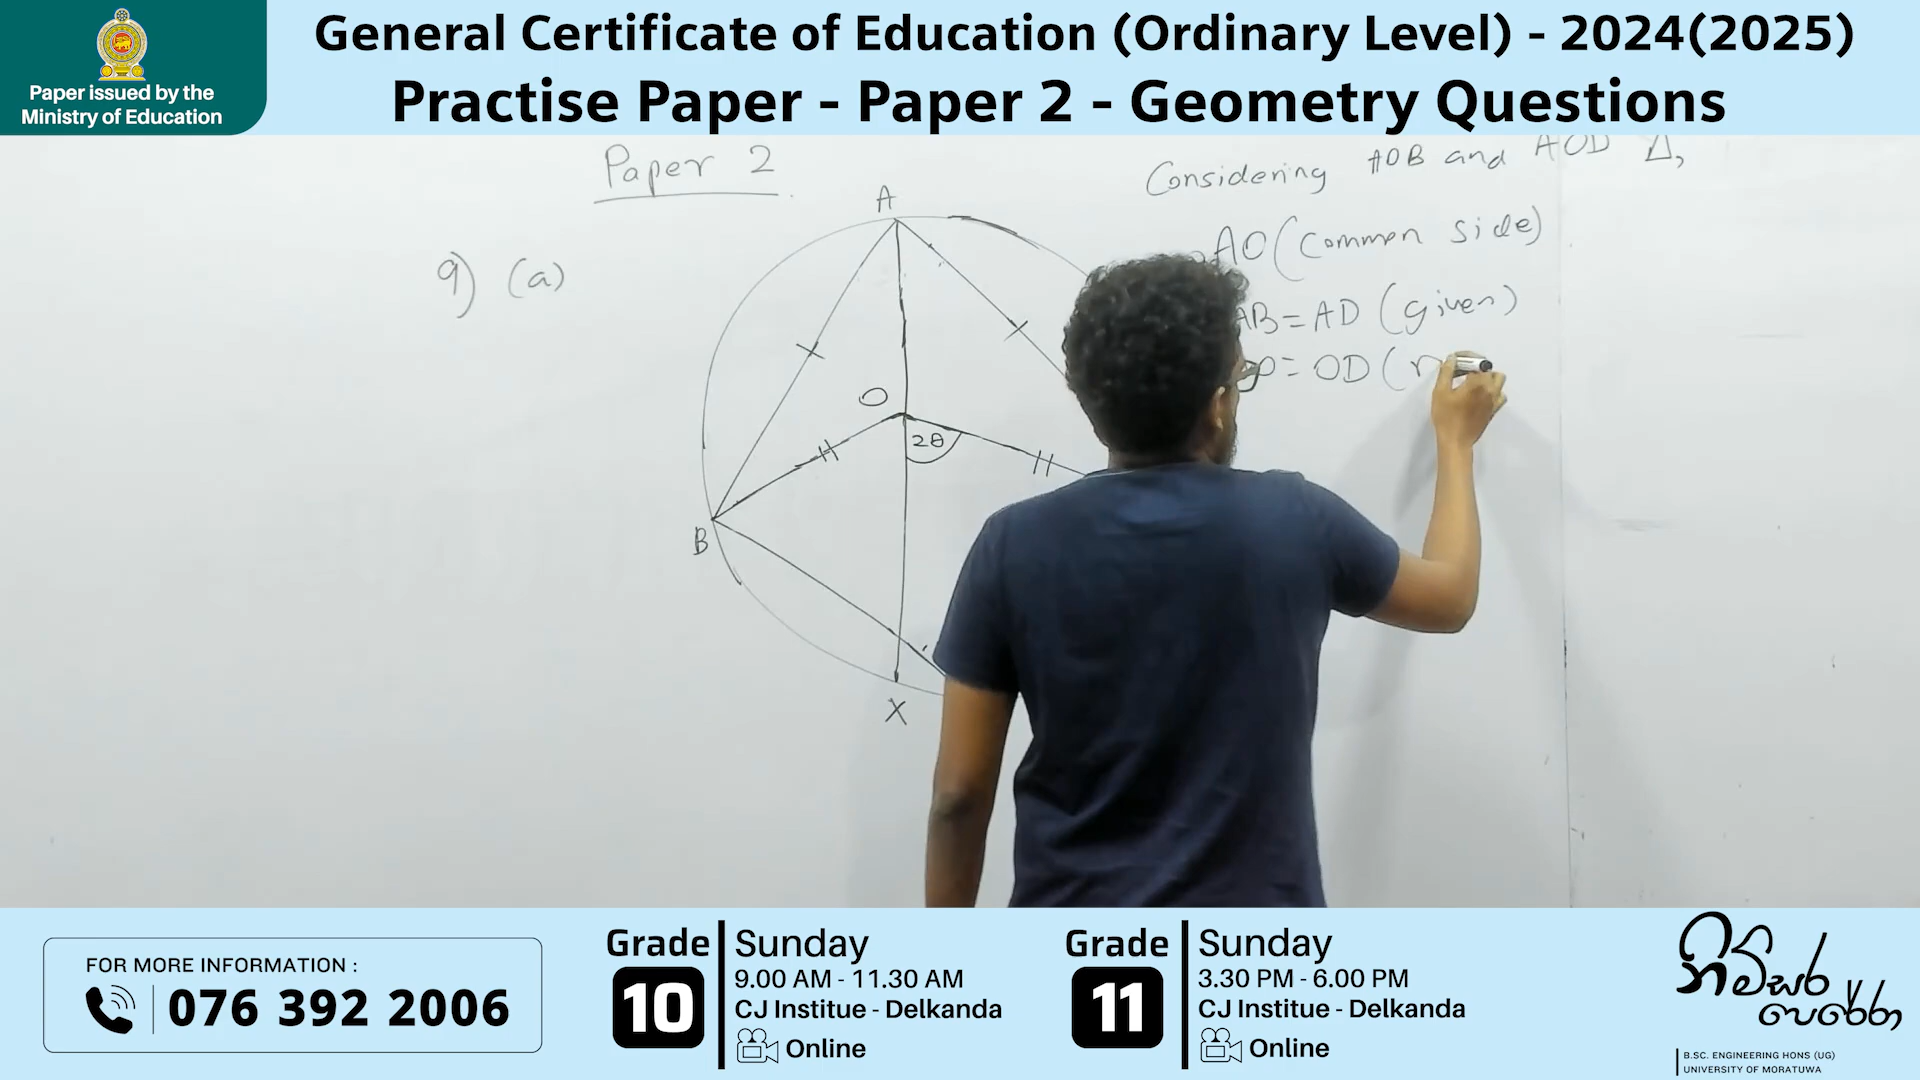 Paper issued by the
Ministry of Education
General Certificate of Education (Ordinary Level) - 2024(2025)
Practise Paper - Paper 2 - Geometry Questions
Paper 2
9) (a)
A
O
2θ
B
X
Considering AOB and AOD Δ,
AO (common side)
AB = AD (given)
O = OD (r
FOR MORE INFORMATION :
076 392 2006
Grade
10
Sunday
9.00 AM - 11.30 AM
CJ Institue - Delkanda
Online
Grade
11
Sunday
3.30 PM - 6.00 PM
CJ Institue - Delkanda
Online
B.SC. ENGINEERING HONS (UG)
UNIVERSITY OF MORATUWA